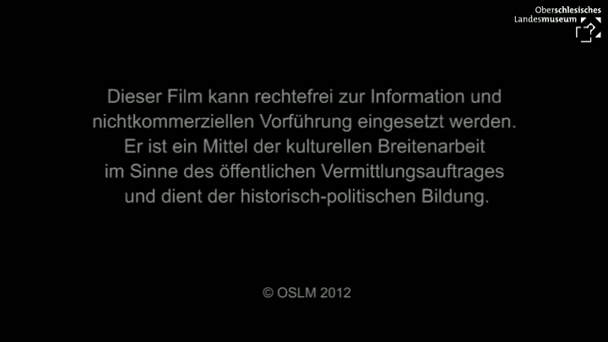 Oberschlesisches
Landesmuseum
Dieser Film kann rechtefrei zur Information und
nichtkommerziellen Vorführung eingesetzt werden.
Er ist ein Mittel der kulturellen Breitenarbeit
im Sinne des öffentlichen Vermittlungsauftrages
und dient der historisch-politischen Bildung.
© OSLM 2012